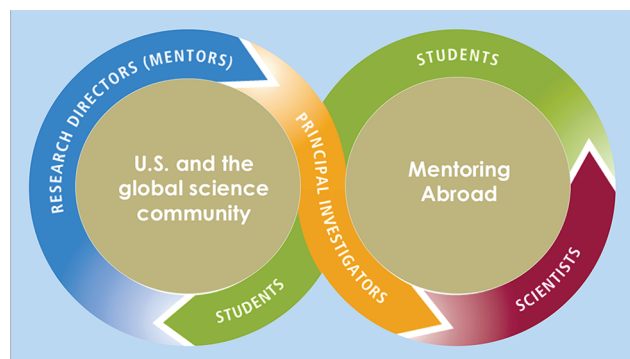 RESEARCH DIRECTORS (MENTORS)
U.S. and the
global science
community
STUDENTS
PRINCIPAL INVESTIGATORS
STUDENTS
Mentoring
Abroad
SCIENTISTS